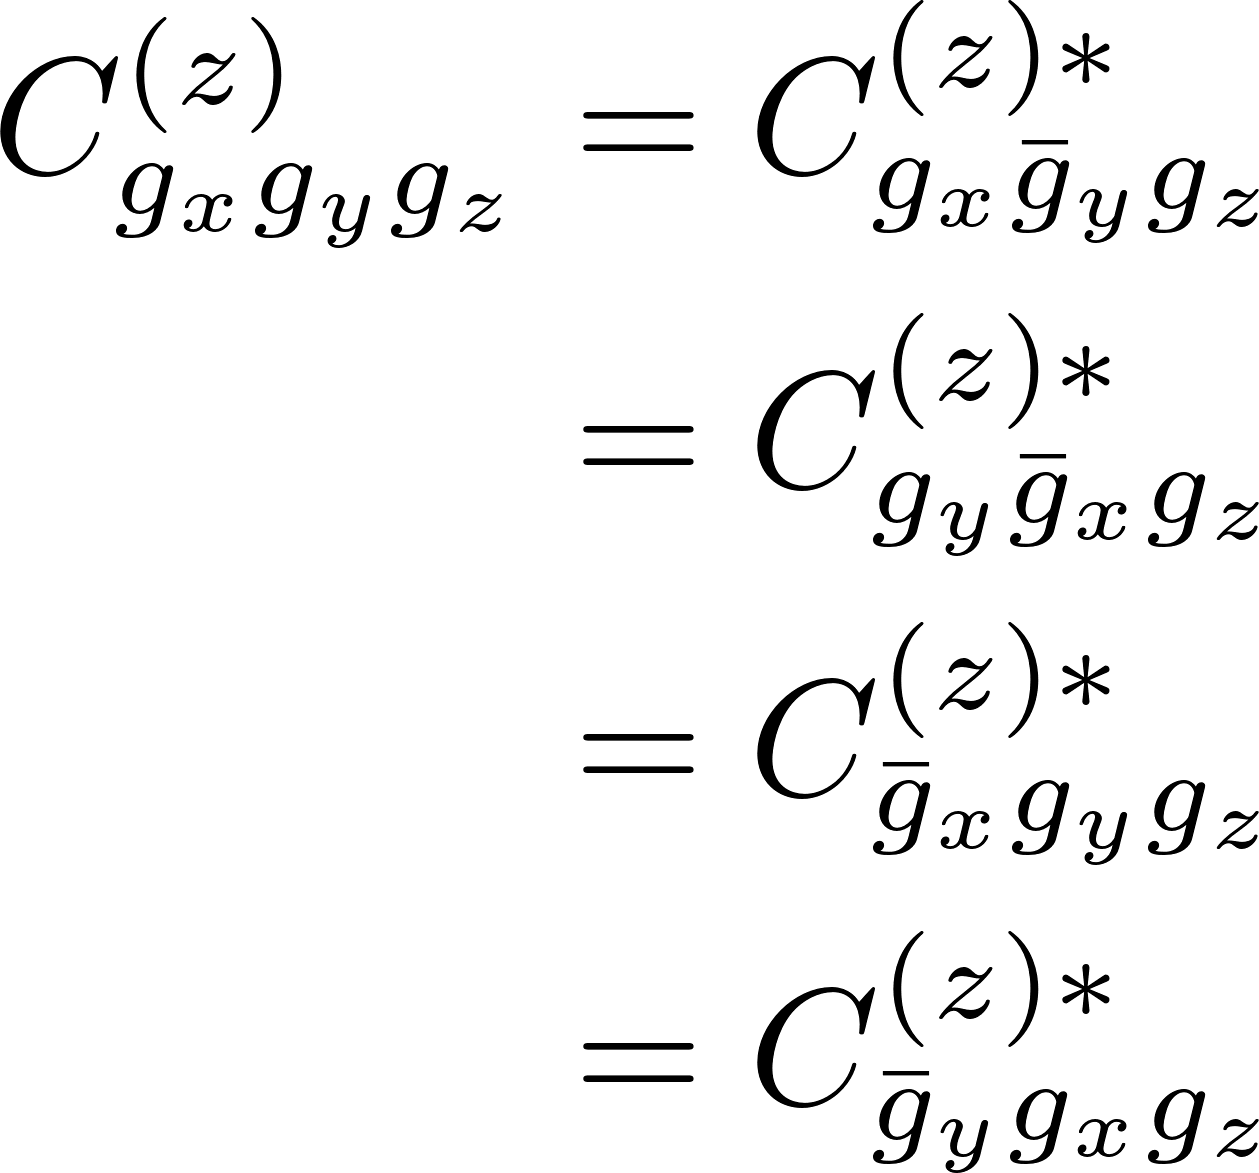 C^{(z)}_{g_x g_y g_z} = C^{(z)*}_{g_x \bar{g}_y g_z}
= C^{(z)*}_{g_y \bar{g}_x g_z}
= C^{(z)*}_{\bar{g}_x g_y g_z}
= C^{(z)*}_{\bar{g}_y g_x g_z}